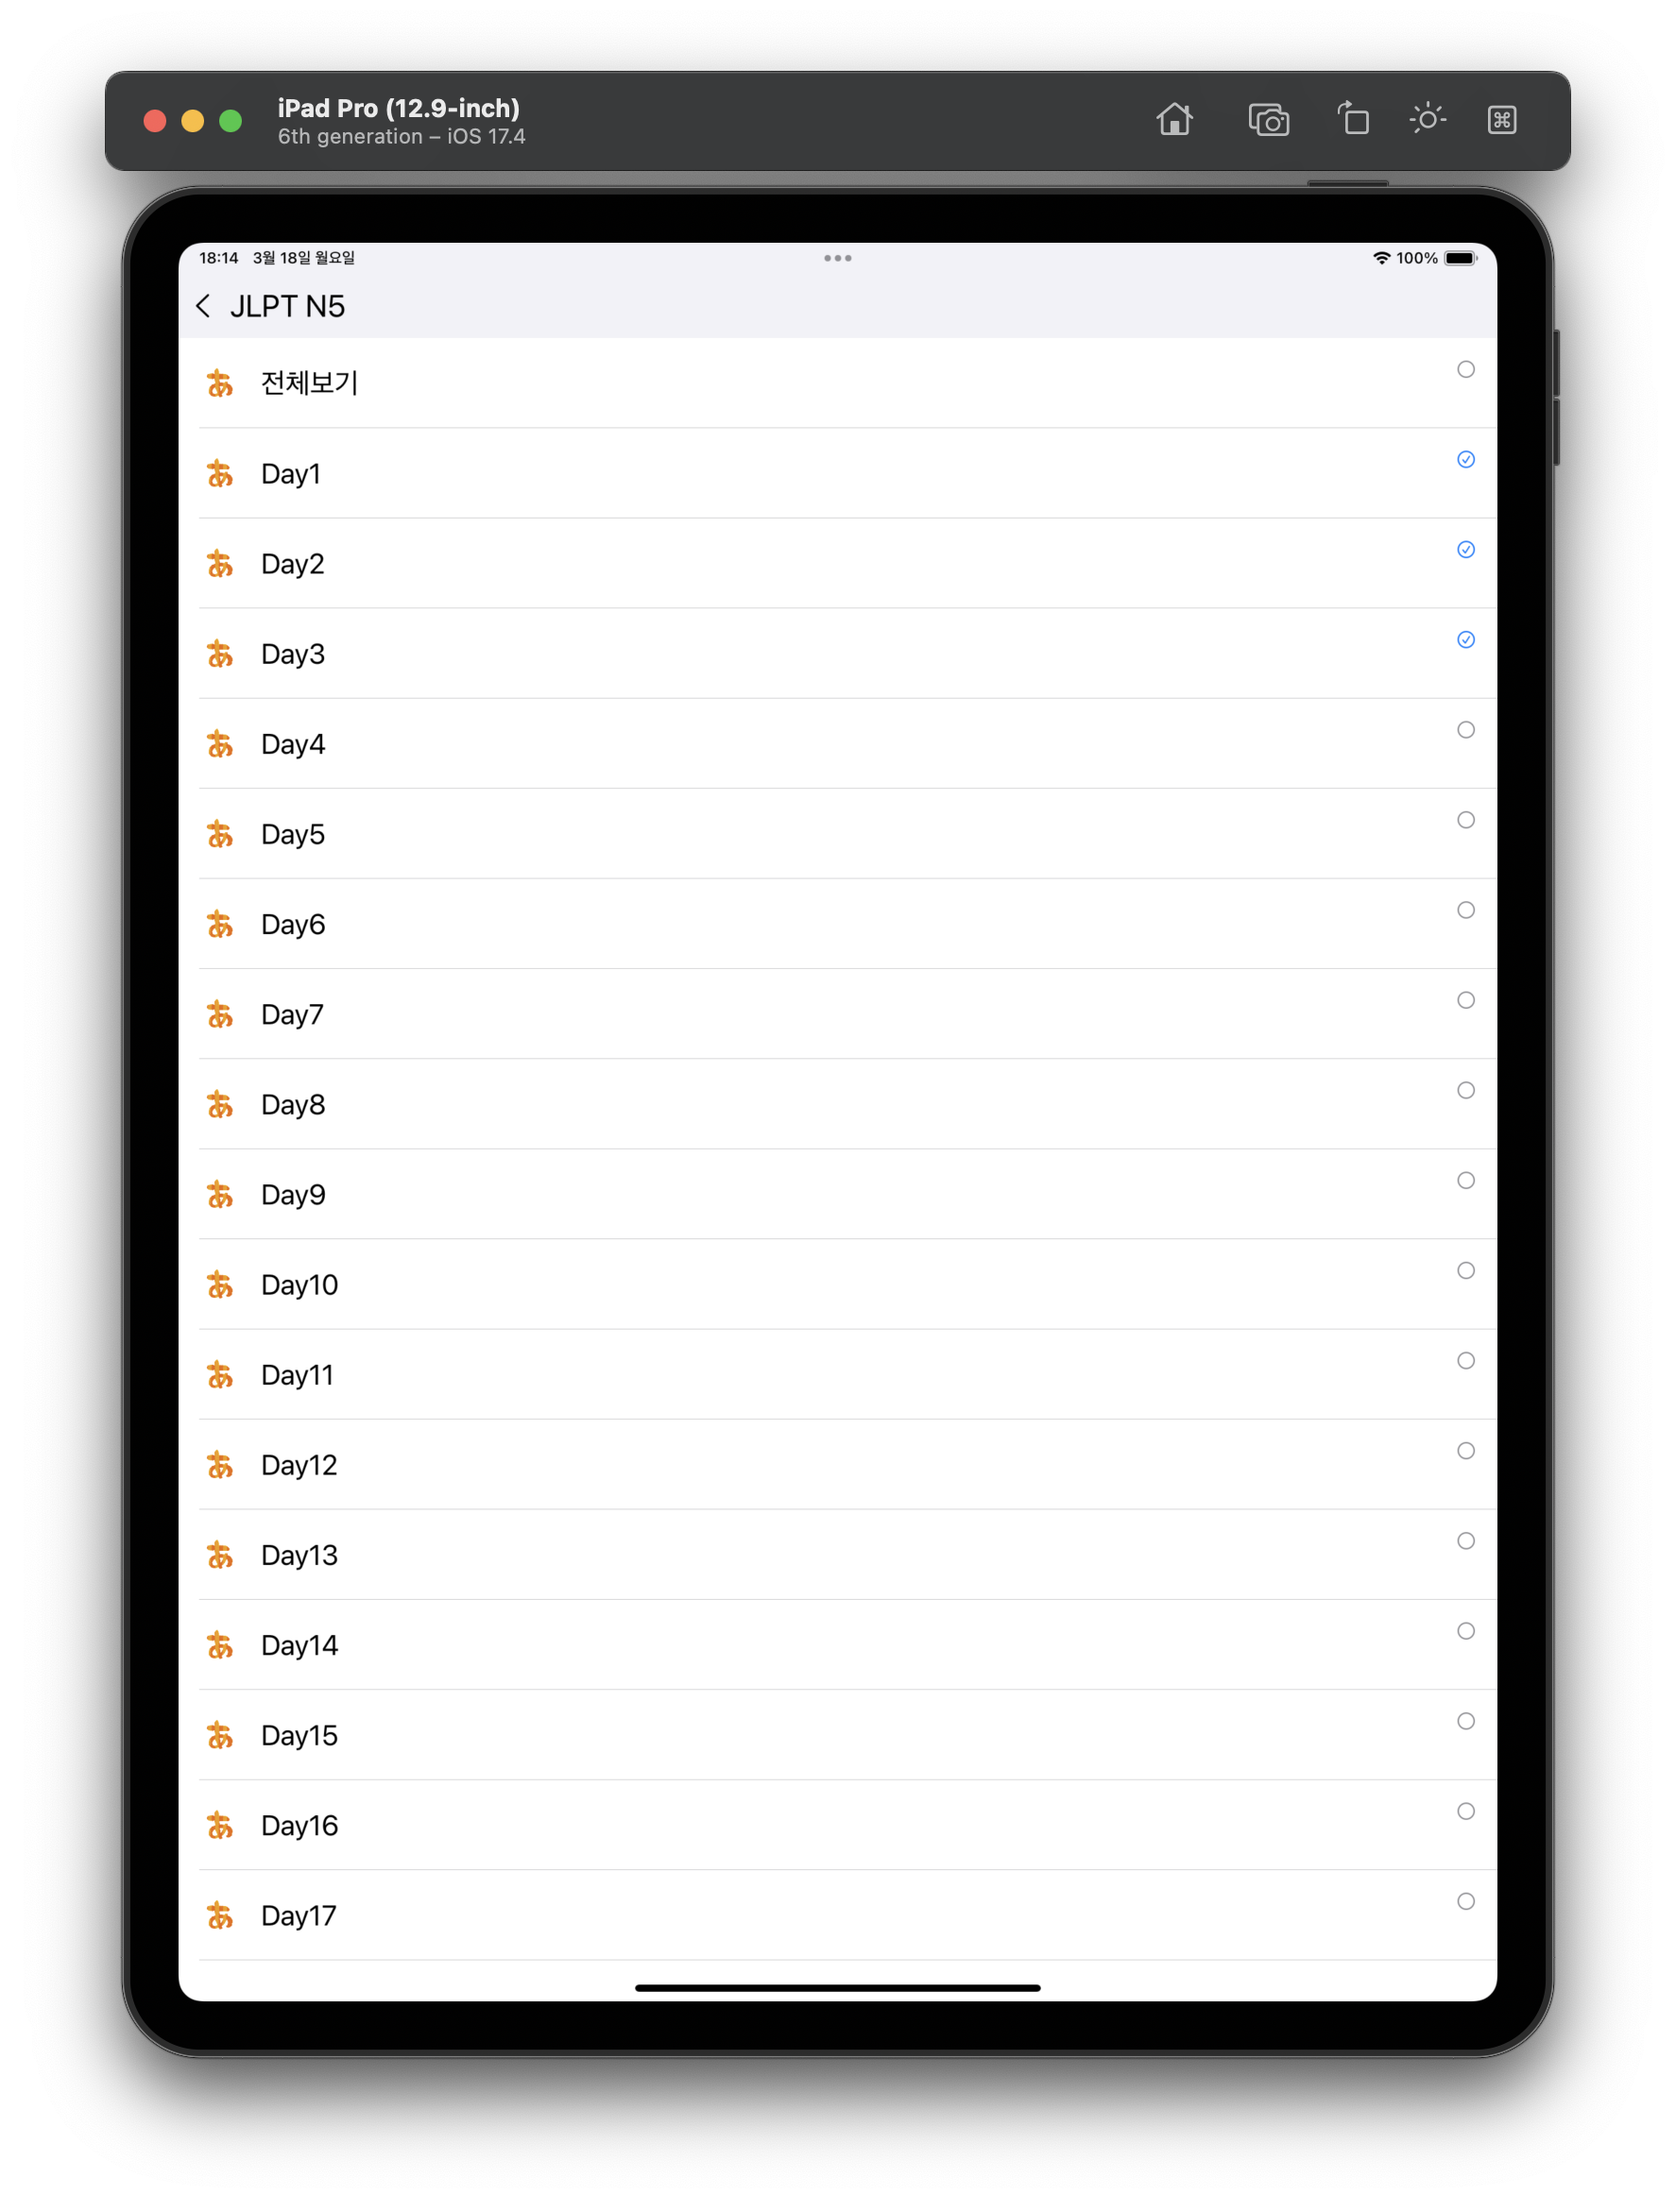 iPad Pro (12.9-inch)
6th generation – iOS 17.4
18:14 3월 18일 월요일
100%
JLPT N5
あ 전체보기
あ Day1
あ Day2
あ Day3
あ Day4
あ Day5
あ Day6
あ Day7
あ Day8
あ Day9
あ Day10
あ Day11
あ Day12
あ Day13
あ Day14
あ Day15
あ Day16
あ Day17